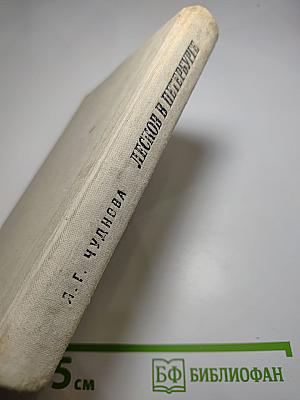 Л. Г. ЧУДНОВА ЛЕСКОВ В ПЕТЕРБУРГЕ
5 см
БФ БИБЛИОФАН